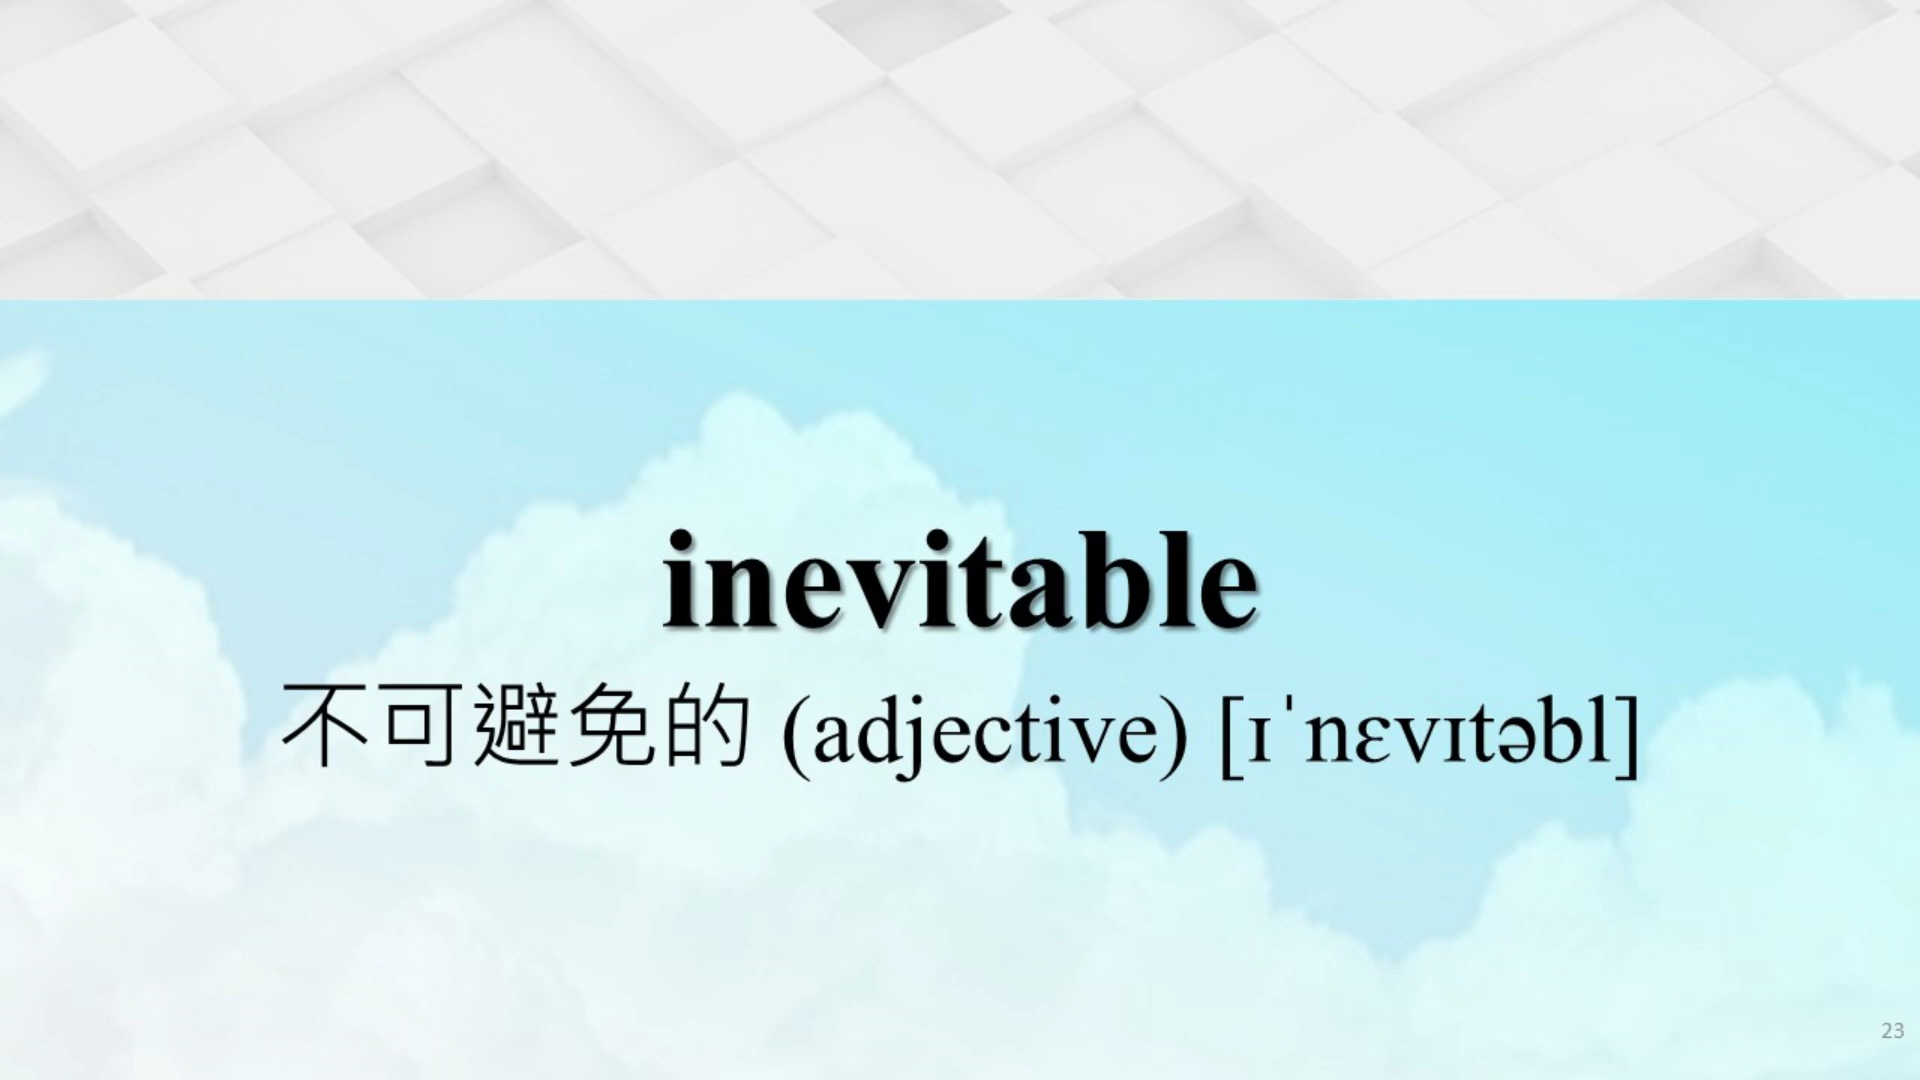 inevitable
不可避免的 (adjective) [ɪˈnɛvɪtəbl]
23